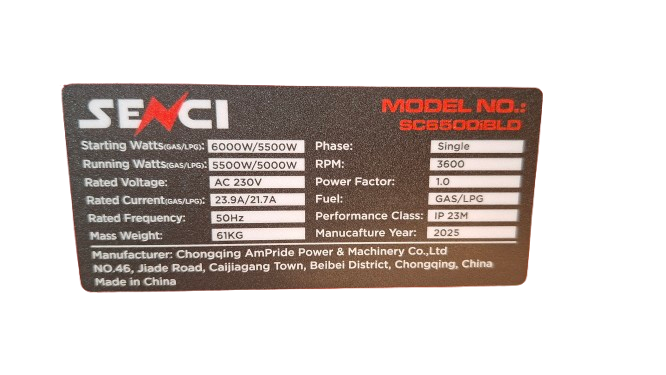 SENCI
MODEL NO.:
SC6500iBLD
Starting Watts(GAS/LPG): 6000W/5500W Phase: Single
Running Watts(GAS/LPG): 5500W/5000W RPM: 3600
Rated Voltage: AC 230V Power Factor: 1.0
Rated Current(GAS/LPG): 23.9A/21.7A Fuel: GAS/LPG
Rated Frequency: 50Hz Performance Class: IP 23M
Mass Weight: 61KG Manucafture Year: 2025
Manufacturer: Chongqing AmPride Power & Machinery Co.,Ltd
NO.46, Jiade Road, Caijiagang Town, Beibei District, Chongqing, China
Made in China